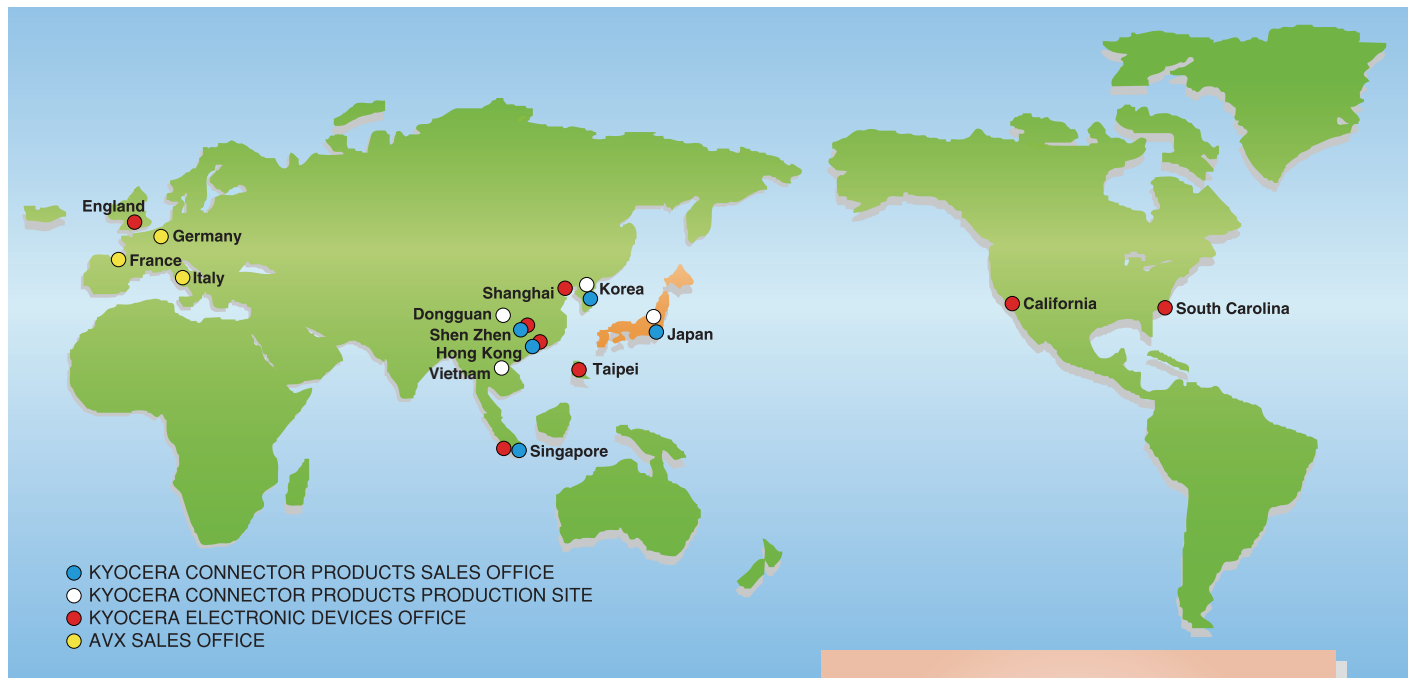 England
Germany
France
Italy
Shanghai
Korea
Dongguan
Shen Zhen
Japan
Hong Kong
Vietnam
Taipei
Singapore
California
South Carolina
KYOCERA CONNECTOR PRODUCTS SALES OFFICE
KYOCERA CONNECTOR PRODUCTS PRODUCTION SITE
KYOCERA ELECTRONIC DEVICES OFFICE
AVX SALES OFFICE